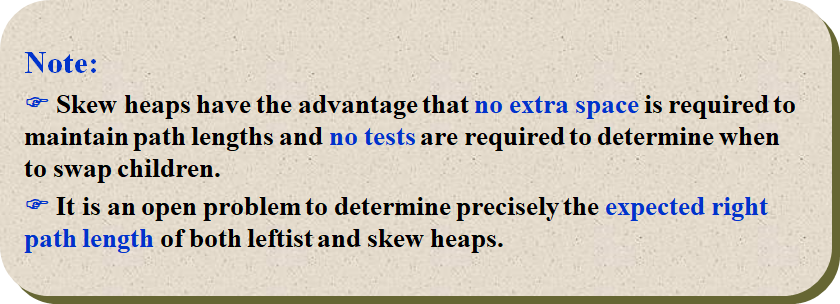 Note:
☞ Skew heaps have the advantage that no extra space is required to
maintain path lengths and no tests are required to determine when
to swap children.
☞ It is an open problem to determine precisely the expected right
path length of both leftist and skew heaps.